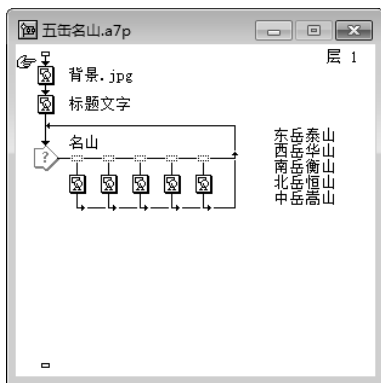 五缶名山.a7p
层 1
背景.jpg
标题文字
名山
?
东岳泰山
西岳华山
南岳衡山
北岳恒山
中岳嵩山